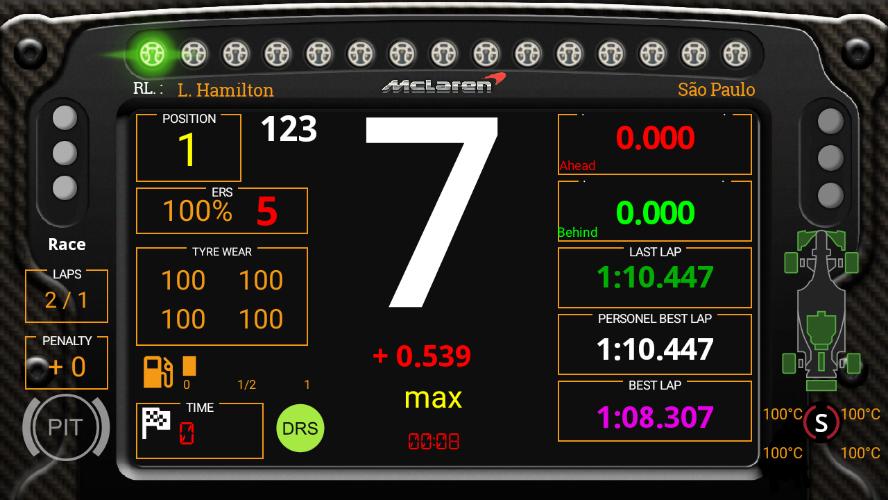 RL. : L. Hamilton
McLaren
São Paulo
POSITION
1
123
ERS
100% 5
TYRE WEAR
100 100
100 100
0 1/2 1
TIME
0
DRS
Race
LAPS
2 / 1
PENALTY
+ 0
PIT
7
+ 0.539
max
00:08
0.000
Ahead
0.000
Behind
LAST LAP
1:10.447
PERSONEL BEST LAP
1:10.447
BEST LAP
1:08.307
100°C S 100°C
100°C 100°C